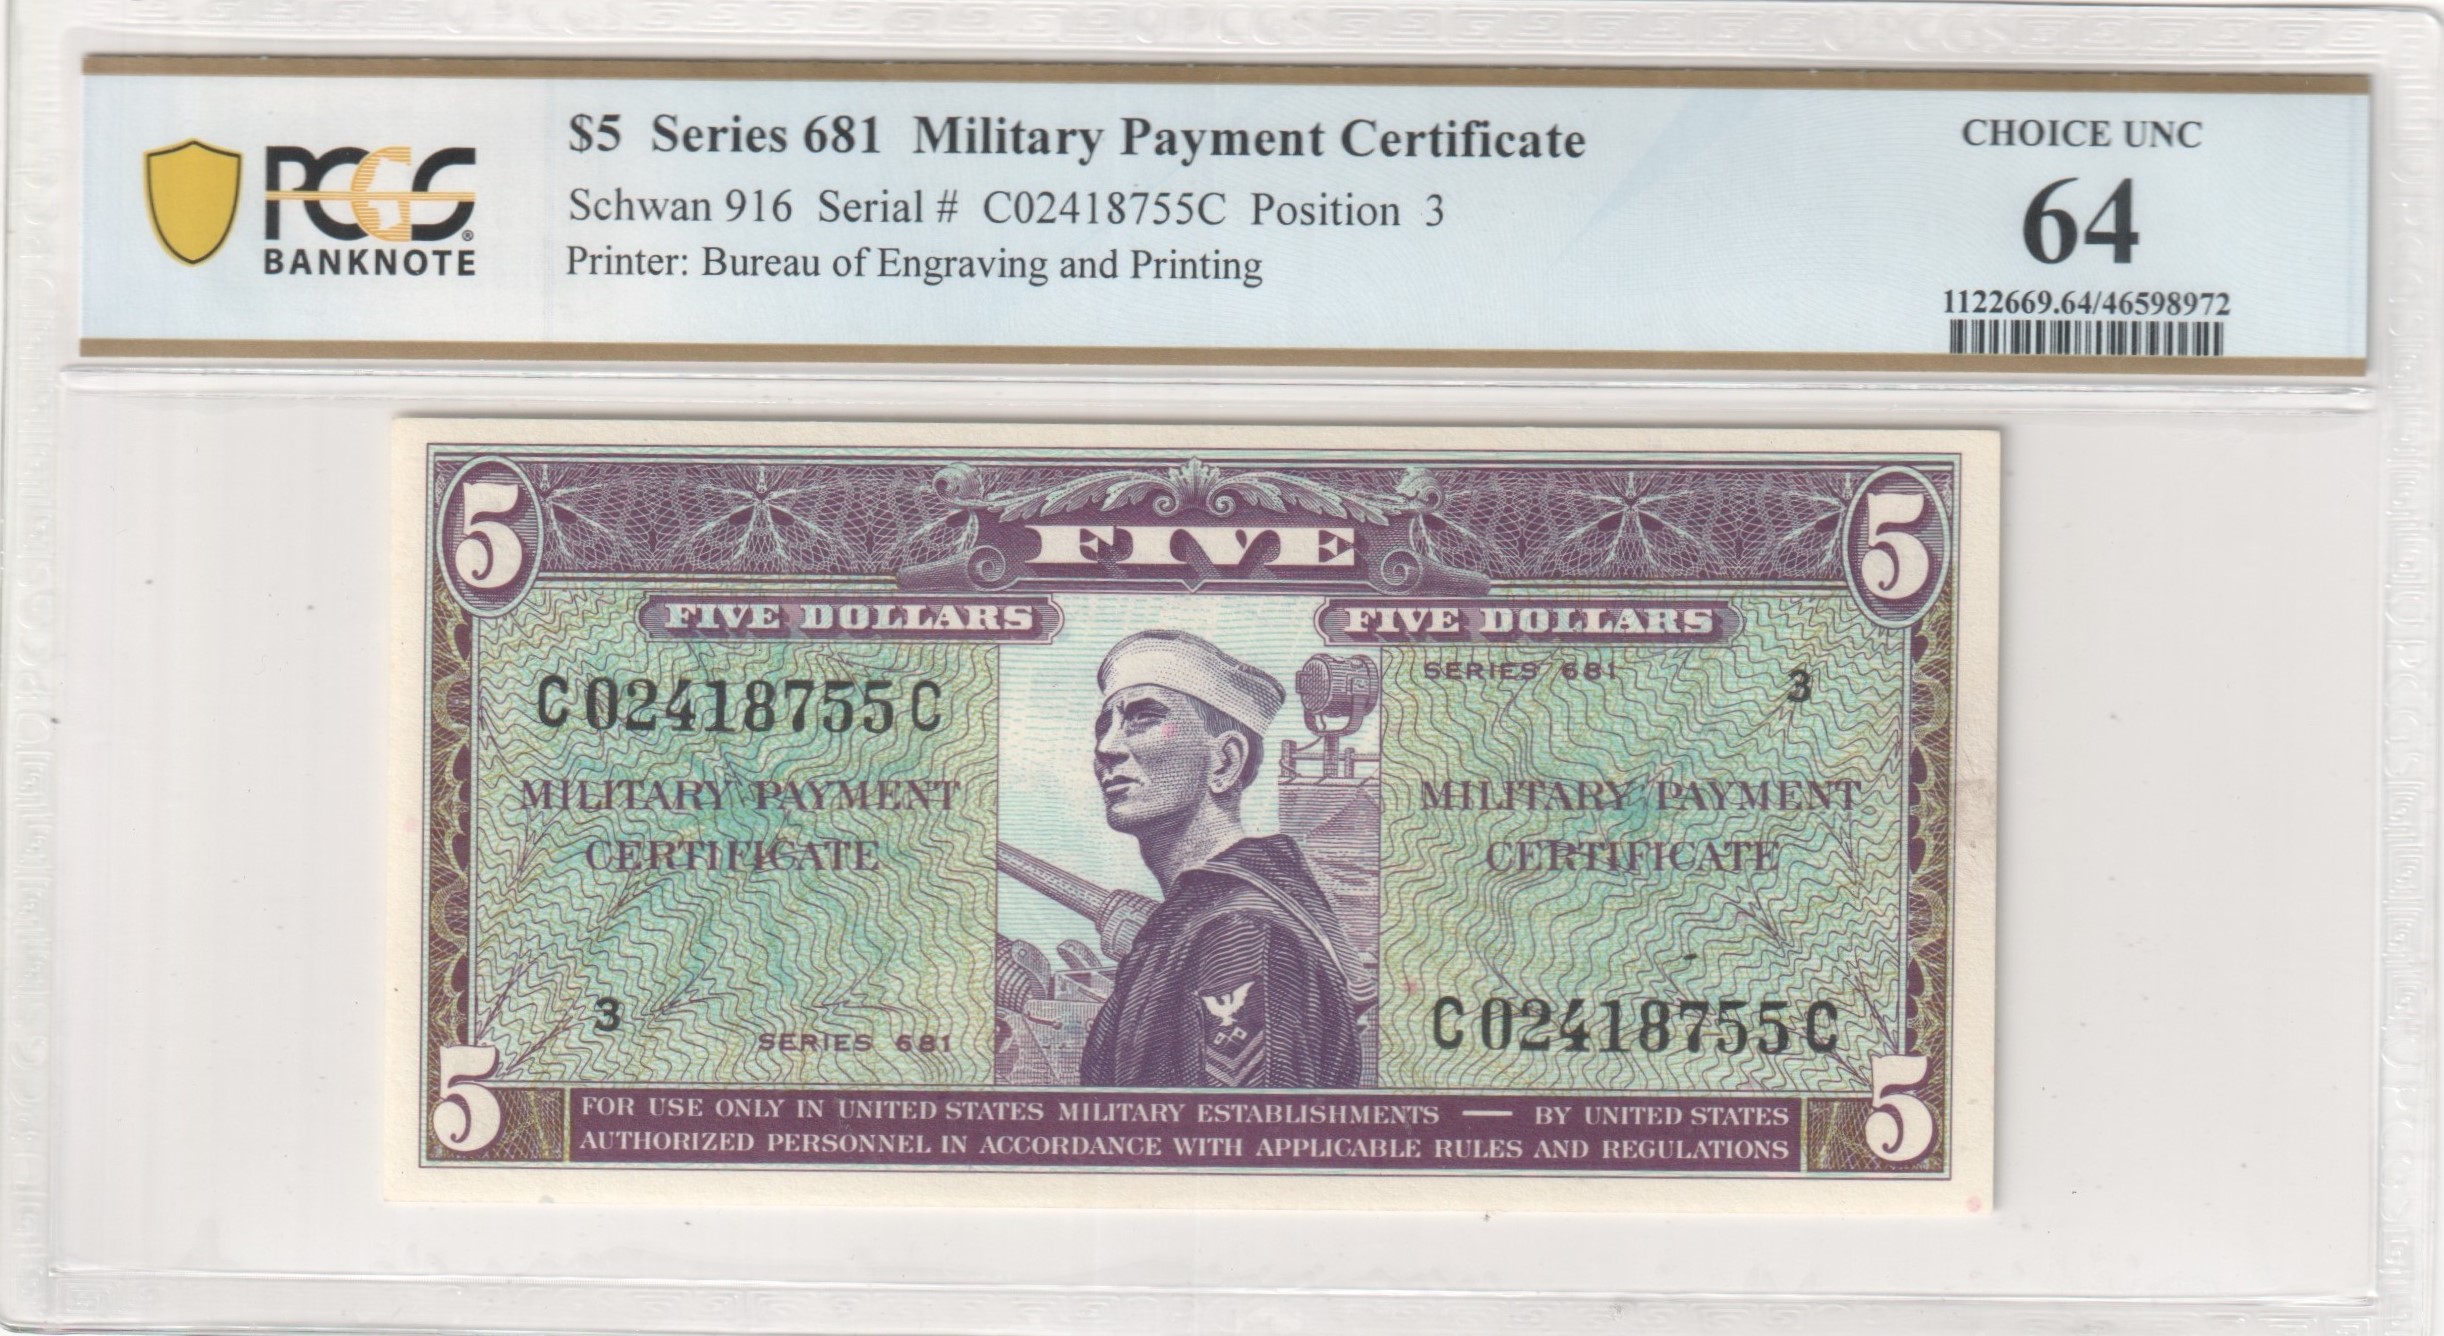 PCGS
BANKNOTE
$5 Series 681 Military Payment Certificate
Schwan 916 Serial # C02418755C Position 3
Printer: Bureau of Engraving and Printing
CHOICE UNC
64
1122669.64/46598972
5 FIVE 5
FIVE DOLLARS FIVE DOLLARS
SERIES 681 3
C02418755C
MILITARY PAYMENT CERTIFICATE
MILITARY PAYMENT CERTIFICATE
3
SERIES 681
C02418755C
5 5
FOR USE ONLY IN UNITED STATES MILITARY ESTABLISHMENTS — BY UNITED STATES
AUTHORIZED PERSONNEL IN ACCORDANCE WITH APPLICABLE RULES AND REGULATIONS